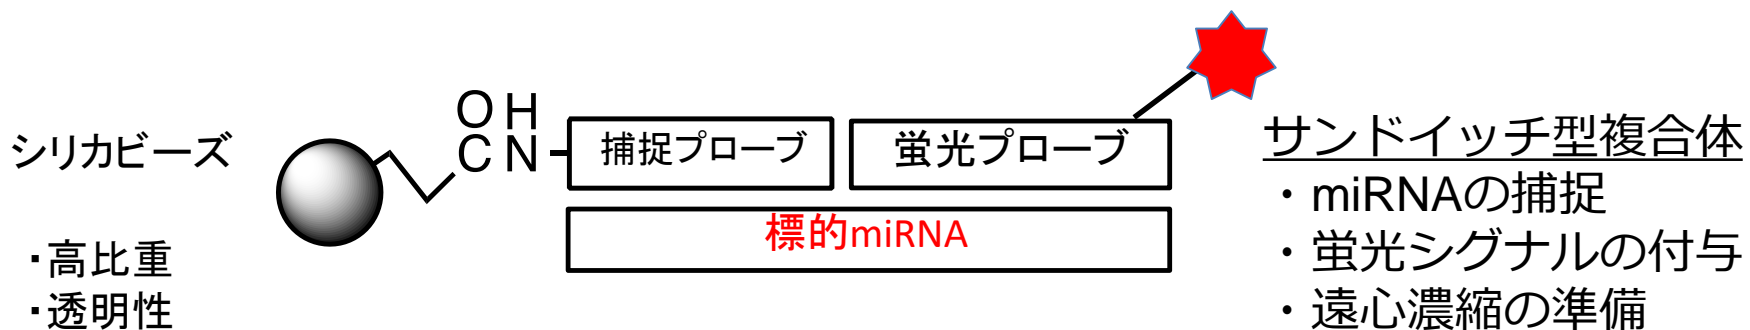 シリカビーズ
・高比重
・透明性
O H
C N
捕捉プローブ
蛍光プローブ
標的miRNA
サンドイッチ型複合体
・miRNAの捕捉
・蛍光シグナルの付与
・遠心濃縮の準備